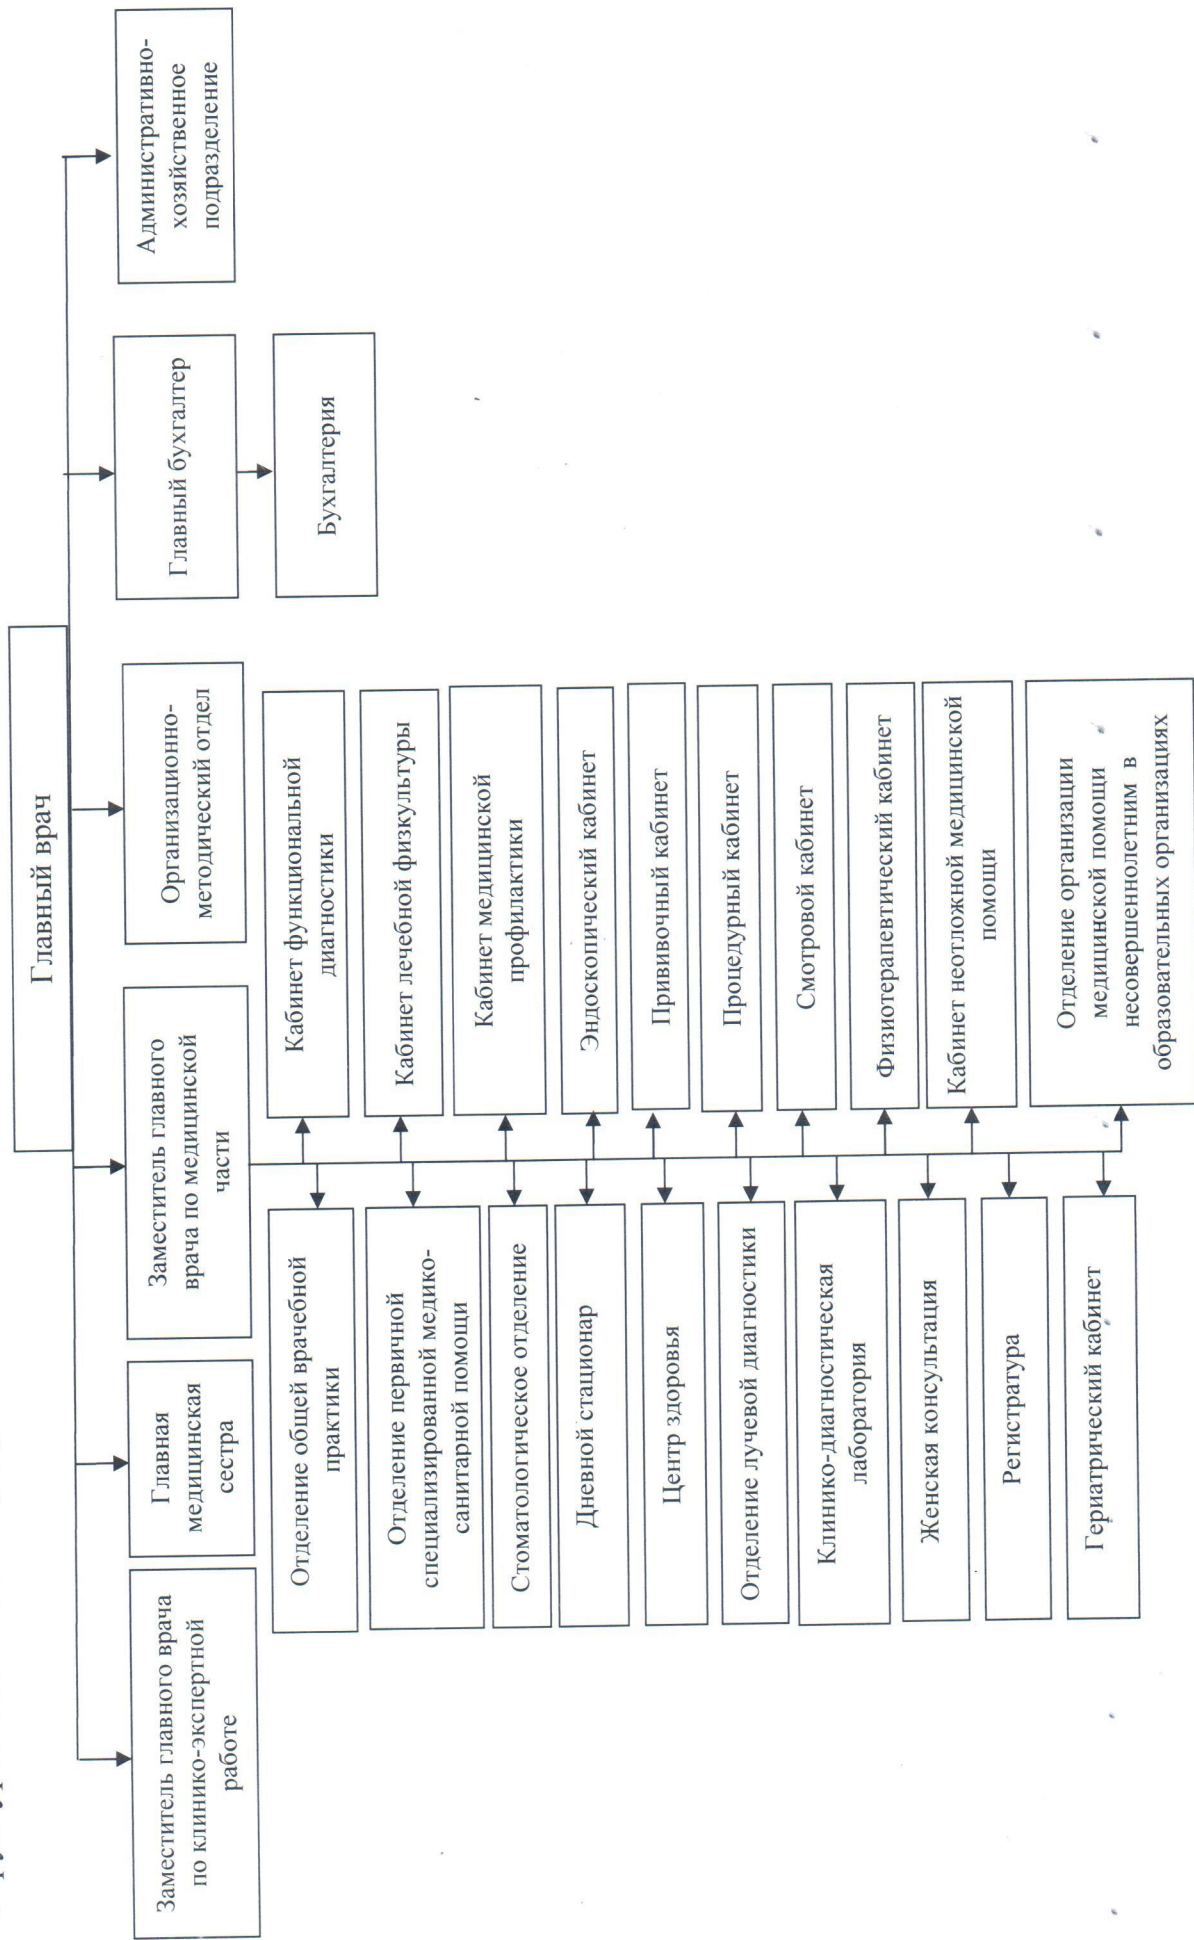 Главный врач
Заместитель главного врача
по клинико-экспертной
работе
Главная
медицинская
сестра
Заместитель главного
врача по медицинской
части
Организационно-
методический отдел
Главный бухгалтер
Административно-
хозяйственное
подразделение
Бухгалтерия
Отделение общей врачебной
практики
Отделение первичной
специализированной медико-
санитарной помощи
Стоматологическое отделение
Дневной стационар
Центр здоровья
Отделение лучевой диагностики
Клинико-диагностическая
лаборатория
Женская консультация
Регистратура
Гериатрический кабинет
Кабинет функциональной
диагностики
Кабинет лечебной физкультуры
Кабинет медицинской
профилактики
Эндоскопический кабинет
Прививочный кабинет
Процедурный кабинет
Смотровой кабинет
Физиотерапевтический кабинет
Кабинет неотложной медицинской
помощи
Отделение организации
медицинской помощи
несовершеннолетним в
образовательных организациях